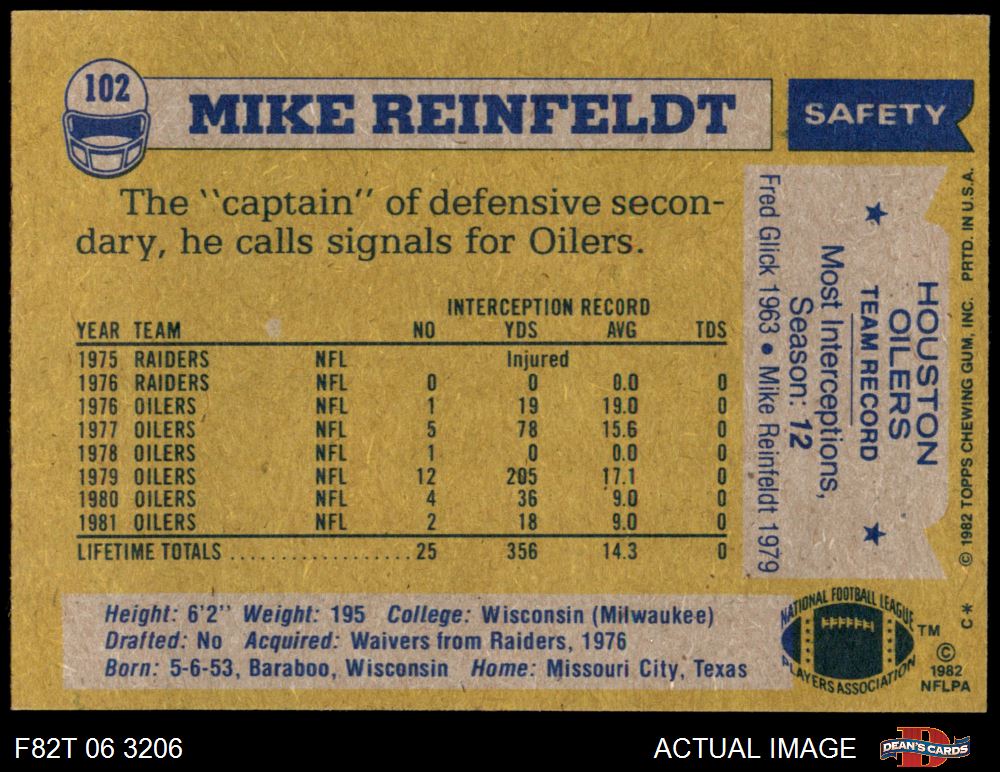 102
MIKE REINFELDT
SAFETY
The "captain" of defensive secon-
dary, he calls signals for Oilers.
INTERCEPTION RECORD
YEAR TEAM NO YDS AVG TDS
1975 RAIDERS NFL Injured
1976 RAIDERS NFL 0 0 0.0 0
1976 OILERS NFL 1 19 19.0 0
1977 OILERS NFL 5 78 15.6 0
1978 OILERS NFL 1 0 0.0 0
1979 OILERS NFL 12 205 17.1 0
1980 OILERS NFL 4 36 9.0 0
1981 OILERS NFL 2 18 9.0 0
LIFETIME TOTALS .................. 25 356 14.3 0
HOUSTON
OILERS
★ TEAM RECORD ★
Most Interceptions,
Season: 12
Fred Glick 1963 • Mike Reinfeldt 1979
© 1982 TOPPS CHEWING GUM, INC. PRTD. IN U.S.A.
Height: 6'2" Weight: 195 College: Wisconsin (Milwaukee)
Drafted: No Acquired: Waivers from Raiders, 1976
Born: 5-6-53, Baraboo, Wisconsin Home: Missouri City, Texas
NATIONAL FOOTBALL LEAGUE
PLAYERS ASSOCIATION
TM
C*
©
1982
NFLPA
F82T 06 3206
ACTUAL IMAGE
DEAN'S CARDS